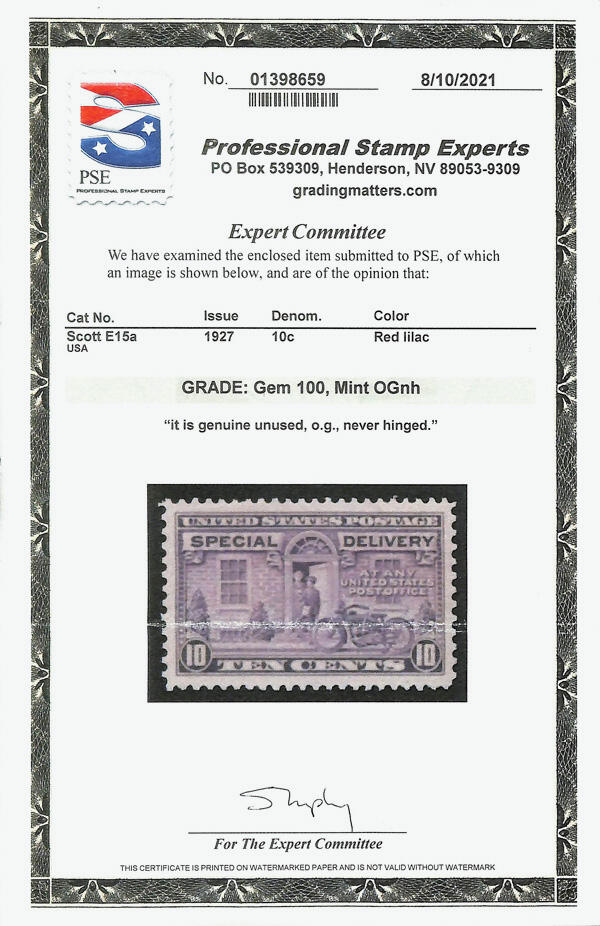 No. 01398659 8/10/2021
PSE
PROFESSIONAL STAMP EXPERTS
Professional Stamp Experts
PO Box 539309, Henderson, NV 89053-9309
gradingmatters.com
Expert Committee
We have examined the enclosed item submitted to PSE, of which
an image is shown below, and are of the opinion that:
Cat No. Issue Denom. Color
Scott E15a 1927 10c Red lilac
USA
GRADE: Gem 100, Mint OGnh
“it is genuine unused, o.g., never hinged.”
UNITED STATES POSTAGE
SPECIAL DELIVERY
AT ANY
UNITED STATES
POST OFFICE
10 TEN CENTS 10
For The Expert Committee
THIS CERTIFICATE IS PRINTED ON WATERMARKED PAPER AND IS NOT VALID WITHOUT WATERMARK